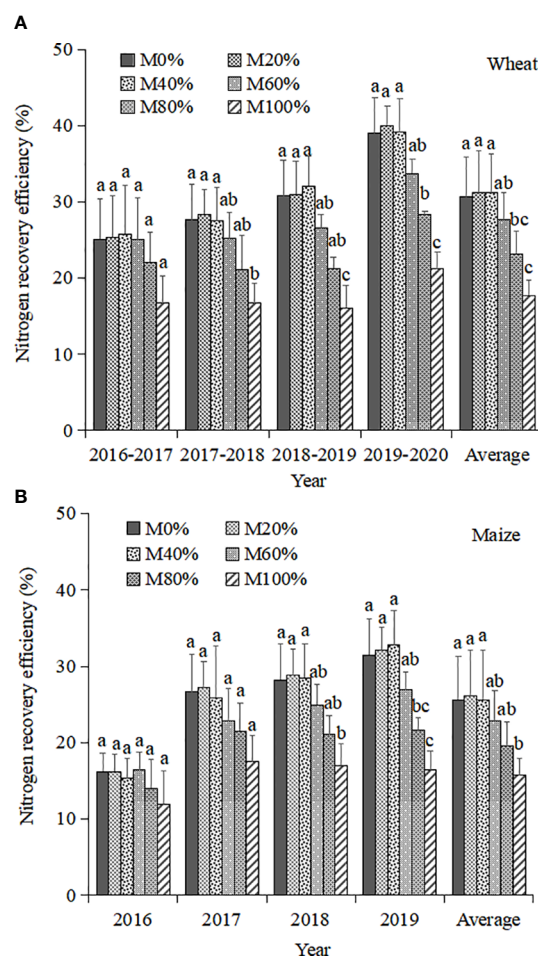 A
50
M0%
M20%
Wheat
M40%
M60%
M80%
M100%
a a a ab b c
40
a a a ab bc c
a a a ab ab c
a a a ab ab b
30
a a a a a a
20
10
0
Nitrogen recovery efficiency (%)
2016-2017 2017-2018 2018-2019 2019-2020 Average
Year
B
50
M0%
M20%
Maize
M40%
M60%
M80%
M100%
40
a a a ab bc c
a a a ab ab b
a a a ab ab b
a a a a a a
30
20
a a a a a a
10
0
Nitrogen recovery efficiency (%)
2016 2017 2018 2019 Average
Year